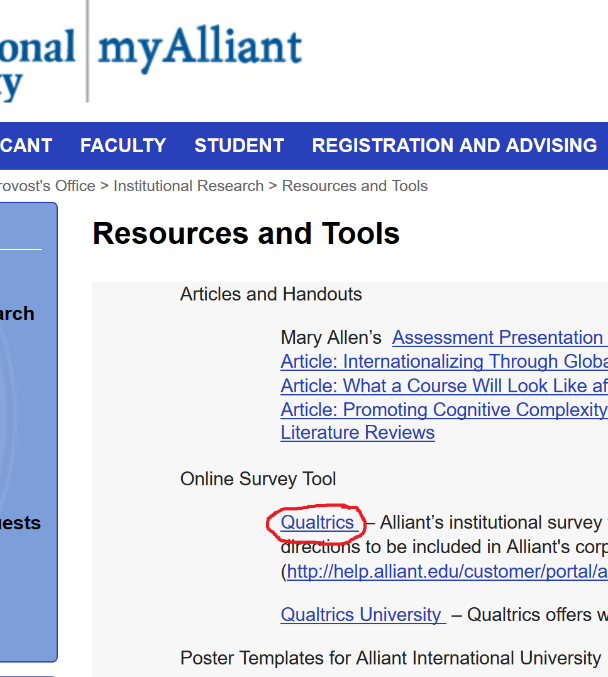 onal myAlliant
ty
CANT FACULTY STUDENT REGISTRATION AND ADVISING
rovost's Office > Institutional Research > Resources and Tools
Resources and Tools
Articles and Handouts
arch
Mary Allen’s Assessment Presentation
Article: Internationalizing Through Globa
Article: What a Course Will Look Like af
Article: Promoting Cognitive Complexity
Literature Reviews
Online Survey Tool
uests
Qualtrics – Alliant’s institutional survey
directions to be included in Alliant's corp
(http://help.alliant.edu/customer/portal/a
Qualtrics University – Qualtrics offers w
Poster Templates for Alliant International University